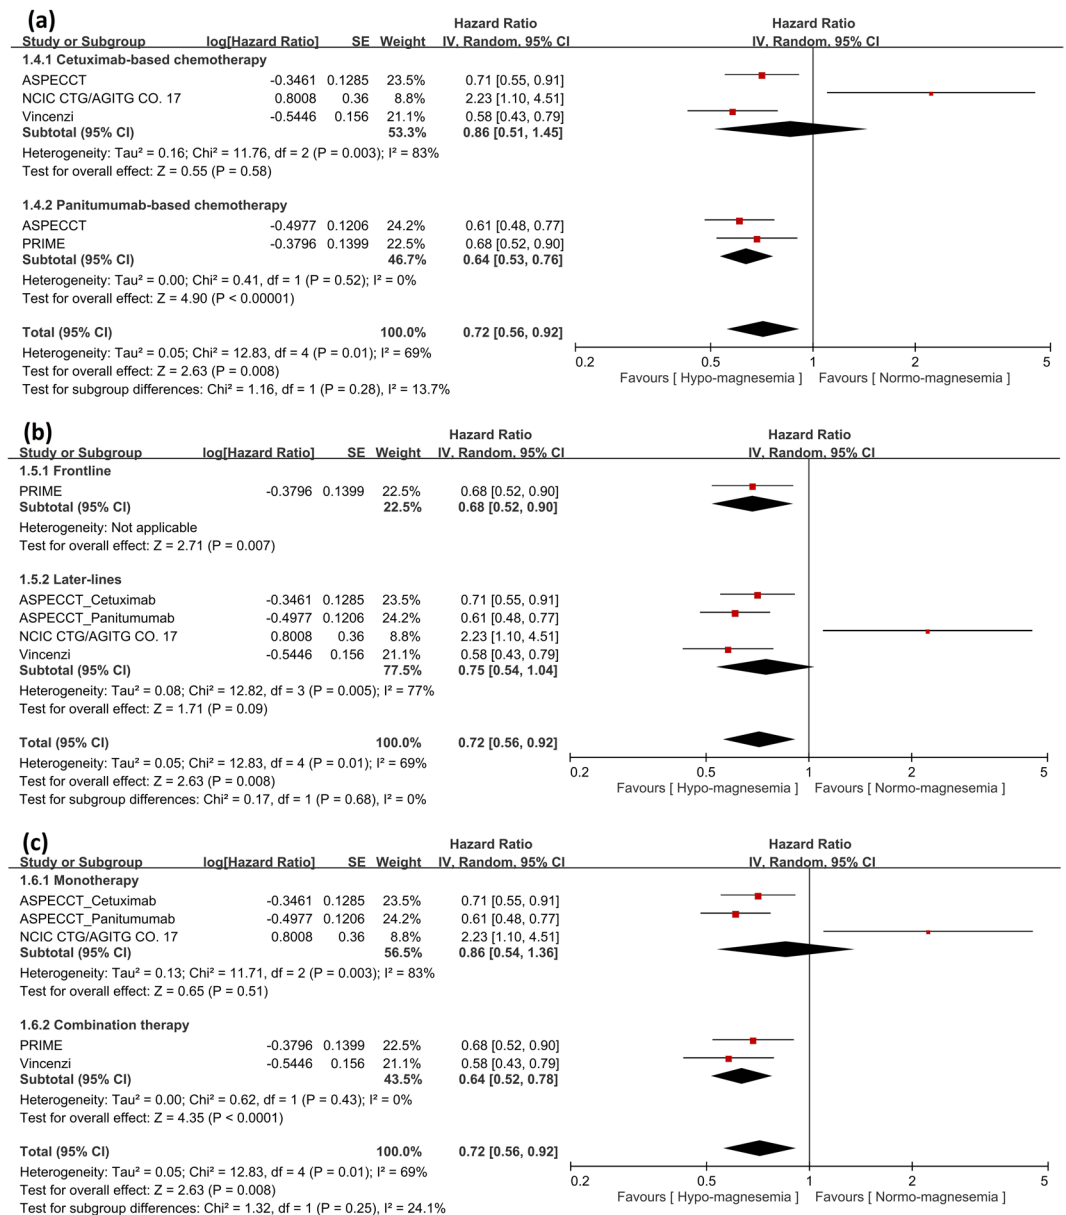 (a)
Hazard Ratio Hazard Ratio
Study or Subgroup log[Hazard Ratio] SE Weight IV, Random, 95% CI IV, Random, 95% CI
1.4.1 Cetuximab-based chemotherapy
ASPECCT -0.3461 0.1285 23.5% 0.71 [0.55, 0.91]
NCIC CTG/AGITG CO. 17 0.8008 0.36 8.8% 2.23 [1.10, 4.51]
Vincenzi -0.5446 0.156 21.1% 0.58 [0.43, 0.79]
Subtotal (95% CI) 53.3% 0.86 [0.51, 1.45]
Heterogeneity: Tau² = 0.16; Chi² = 11.76, df = 2 (P = 0.003); I² = 83%
Test for overall effect: Z = 0.55 (P = 0.58)
1.4.2 Panitumumab-based chemotherapy
ASPECCT -0.4977 0.1206 24.2% 0.61 [0.48, 0.77]
PRIME -0.3796 0.1399 22.5% 0.68 [0.52, 0.90]
Subtotal (95% CI) 46.7% 0.64 [0.53, 0.76]
Heterogeneity: Tau² = 0.00; Chi² = 0.41, df = 1 (P = 0.52); I² = 0%
Test for overall effect: Z = 4.90 (P < 0.00001)
Total (95% CI) 100.0% 0.72 [0.56, 0.92]
Heterogeneity: Tau² = 0.05; Chi² = 12.83, df = 4 (P = 0.01); I² = 69%
Test for overall effect: Z = 2.63 (P = 0.008)
Test for subgroup differences: Chi² = 1.16, df = 1 (P = 0.28), I² = 13.7%
0.2 0.5 1 2 5
Favours [ Hypo-magnesemia ] Favours [ Normo-magnesemia ]
(b)
Hazard Ratio Hazard Ratio
Study or Subgroup log[Hazard Ratio] SE Weight IV, Random, 95% CI IV, Random, 95% CI
1.5.1 Frontline
PRIME -0.3796 0.1399 22.5% 0.68 [0.52, 0.90]
Subtotal (95% CI) 22.5% 0.68 [0.52, 0.90]
Heterogeneity: Not applicable
Test for overall effect: Z = 2.71 (P = 0.007)
1.5.2 Later-lines
ASPECCT_Cetuximab -0.3461 0.1285 23.5% 0.71 [0.55, 0.91]
ASPECCT_Panitumumab -0.4977 0.1206 24.2% 0.61 [0.48, 0.77]
NCIC CTG/AGITG CO. 17 0.8008 0.36 8.8% 2.23 [1.10, 4.51]
Vincenzi -0.5446 0.156 21.1% 0.58 [0.43, 0.79]
Subtotal (95% CI) 77.5% 0.75 [0.54, 1.04]
Heterogeneity: Tau² = 0.08; Chi² = 12.82, df = 3 (P = 0.005); I² = 77%
Test for overall effect: Z = 1.71 (P = 0.09)
Total (95% CI) 100.0% 0.72 [0.56, 0.92]
Heterogeneity: Tau² = 0.05; Chi² = 12.83, df = 4 (P = 0.01); I² = 69%
Test for overall effect: Z = 2.63 (P = 0.008)
Test for subgroup differences: Chi² = 0.17, df = 1 (P = 0.68), I² = 0%
0.2 0.5 1 2 5
Favours [ Hypo-magnesemia ] Favours [ Normo-magnesemia ]
(c)
Hazard Ratio Hazard Ratio
Study or Subgroup log[Hazard Ratio] SE Weight IV, Random, 95% CI IV, Random, 95% CI
1.6.1 Monotherapy
ASPECCT_Cetuximab -0.3461 0.1285 23.5% 0.71 [0.55, 0.91]
ASPECCT_Panitumumab -0.4977 0.1206 24.2% 0.61 [0.48, 0.77]
NCIC CTG/AGITG CO. 17 0.8008 0.36 8.8% 2.23 [1.10, 4.51]
Subtotal (95% CI) 56.5% 0.86 [0.54, 1.36]
Heterogeneity: Tau² = 0.13; Chi² = 11.71, df = 2 (P = 0.003); I² = 83%
Test for overall effect: Z = 0.65 (P = 0.51)
1.6.2 Combination therapy
PRIME -0.3796 0.1399 22.5% 0.68 [0.52, 0.90]
Vincenzi -0.5446 0.156 21.1% 0.58 [0.43, 0.79]
Subtotal (95% CI) 43.5% 0.64 [0.52, 0.78]
Heterogeneity: Tau² = 0.00; Chi² = 0.62, df = 1 (P = 0.43); I² = 0%
Test for overall effect: Z = 4.35 (P < 0.0001)
Total (95% CI) 100.0% 0.72 [0.56, 0.92]
Heterogeneity: Tau² = 0.05; Chi² = 12.83, df = 4 (P = 0.01); I² = 69%
Test for overall effect: Z = 2.63 (P = 0.008)
Test for subgroup differences: Chi² = 1.32, df = 1 (P = 0.25), I² = 24.1%
0.2 0.5 1 2 5
Favours [ Hypo-magnesemia ] Favours [ Normo-magnesemia ]